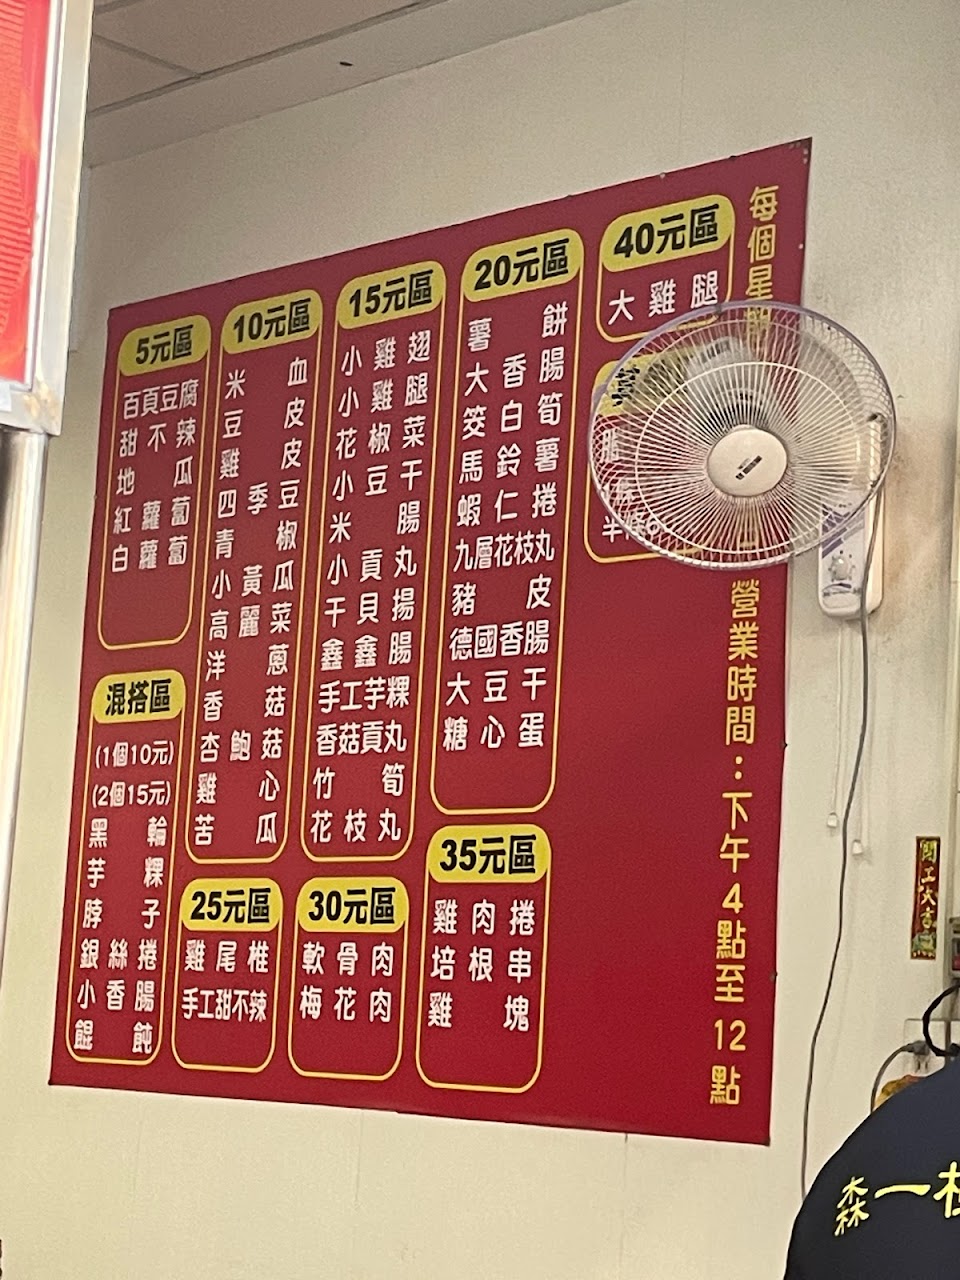 5元區
百頁豆腐
甜不辣
地瓜
紅蘿蔔
白蘿蔔
混搭區
(1個10元)
(2個15元)
黑輪
芋粿
脖子
銀絲捲
小香腸
餛飩
10元區
米血
豆皮
雞皮
四季豆
青椒
小黃瓜
高麗菜
洋蔥
香菇
杏鮑菇
雞心
苦瓜
25元區
雞尾椎
手工甜不辣
15元區
小雞翅
小雞腿
花椒菜
小豆干
米腸
小貢丸
干貝揚
鑫鑫腸
手工芋粿
香菇貢丸
竹筍
花枝丸
30元區
軟骨肉
梅花肉
20元區
薯餅
大香腸
筊白筍
馬鈴薯
蝦仁捲
九層花枝丸
豬皮
德國香腸
大豆干
糖心蛋
35元區
雞肉捲
培根串
雞塊
40元區
大雞腿
每個星
營業時間：下午4點至12點
開工大吉
森一